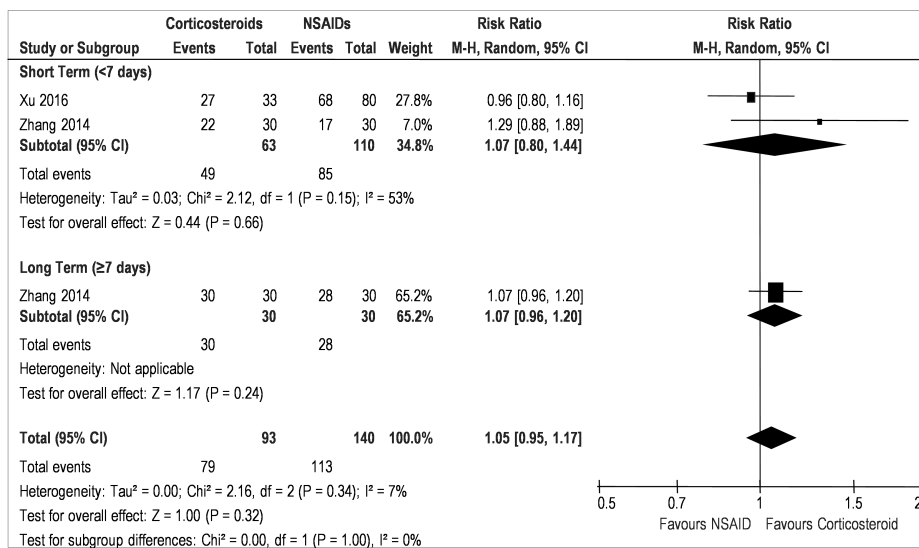 Corticosteroids NSAIDs Risk Ratio Risk Ratio
Study or Subgroup Events Total Events Total Weight M-H, Random, 95% CI M-H, Random, 95% CI
Short Term (<7 days)
Xu 2016 27 33 68 80 27.8% 0.96 [0.80, 1.16]
Zhang 2014 22 30 17 30 7.0% 1.29 [0.88, 1.89]
Subtotal (95% CI) 63 110 34.8% 1.07 [0.80, 1.44]
Total events 49 85
Heterogeneity: Tau² = 0.03; Chi² = 2.12, df = 1 (P = 0.15); I² = 53%
Test for overall effect: Z = 0.44 (P = 0.66)
Long Term (≥7 days)
Zhang 2014 30 30 28 30 65.2% 1.07 [0.96, 1.20]
Subtotal (95% CI) 30 30 65.2% 1.07 [0.96, 1.20]
Total events 30 28
Heterogeneity: Not applicable
Test for overall effect: Z = 1.17 (P = 0.24)
Total (95% CI) 93 140 100.0% 1.05 [0.95, 1.17]
Total events 79 113
Heterogeneity: Tau² = 0.00; Chi² = 2.16, df = 2 (P = 0.34); I² = 7%
Test for overall effect: Z = 1.00 (P = 0.32)
Test for subgroup differences: Chi² = 0.00, df = 1 (P = 1.00), I² = 0%
0.5 0.7 1 1.5 2
Favours NSAID Favours Corticosteroid